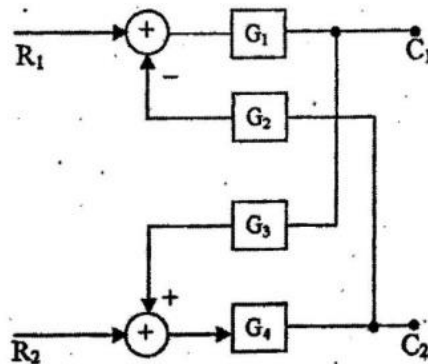 + G₁ C₁
R₁ −
G₂
G₃
+
R₂ + G₄ C₂